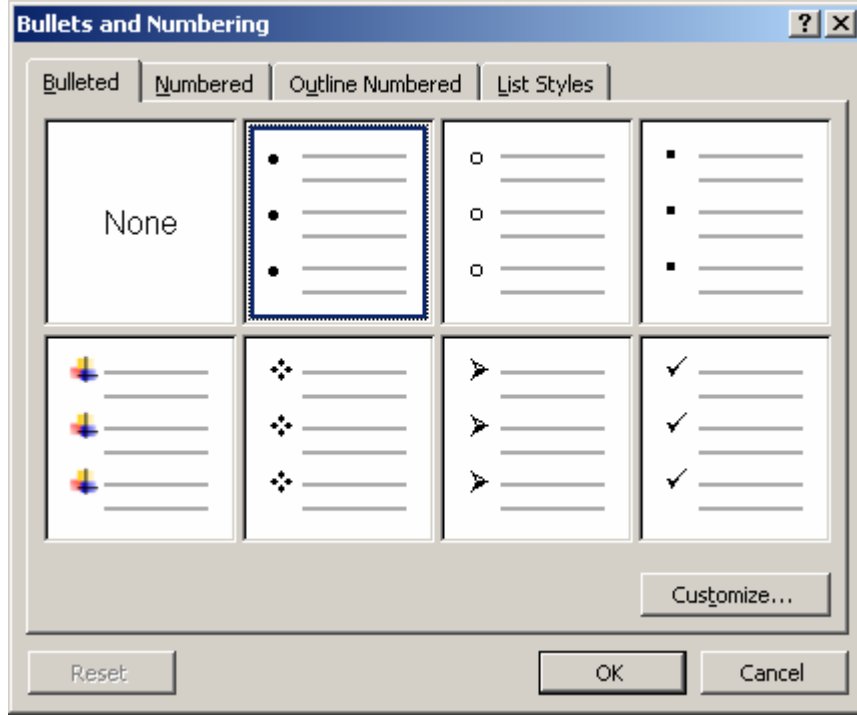 Bullets and Numbering
Bulleted Numbered Outline Numbered List Styles
None
Customize...
Reset OK Cancel